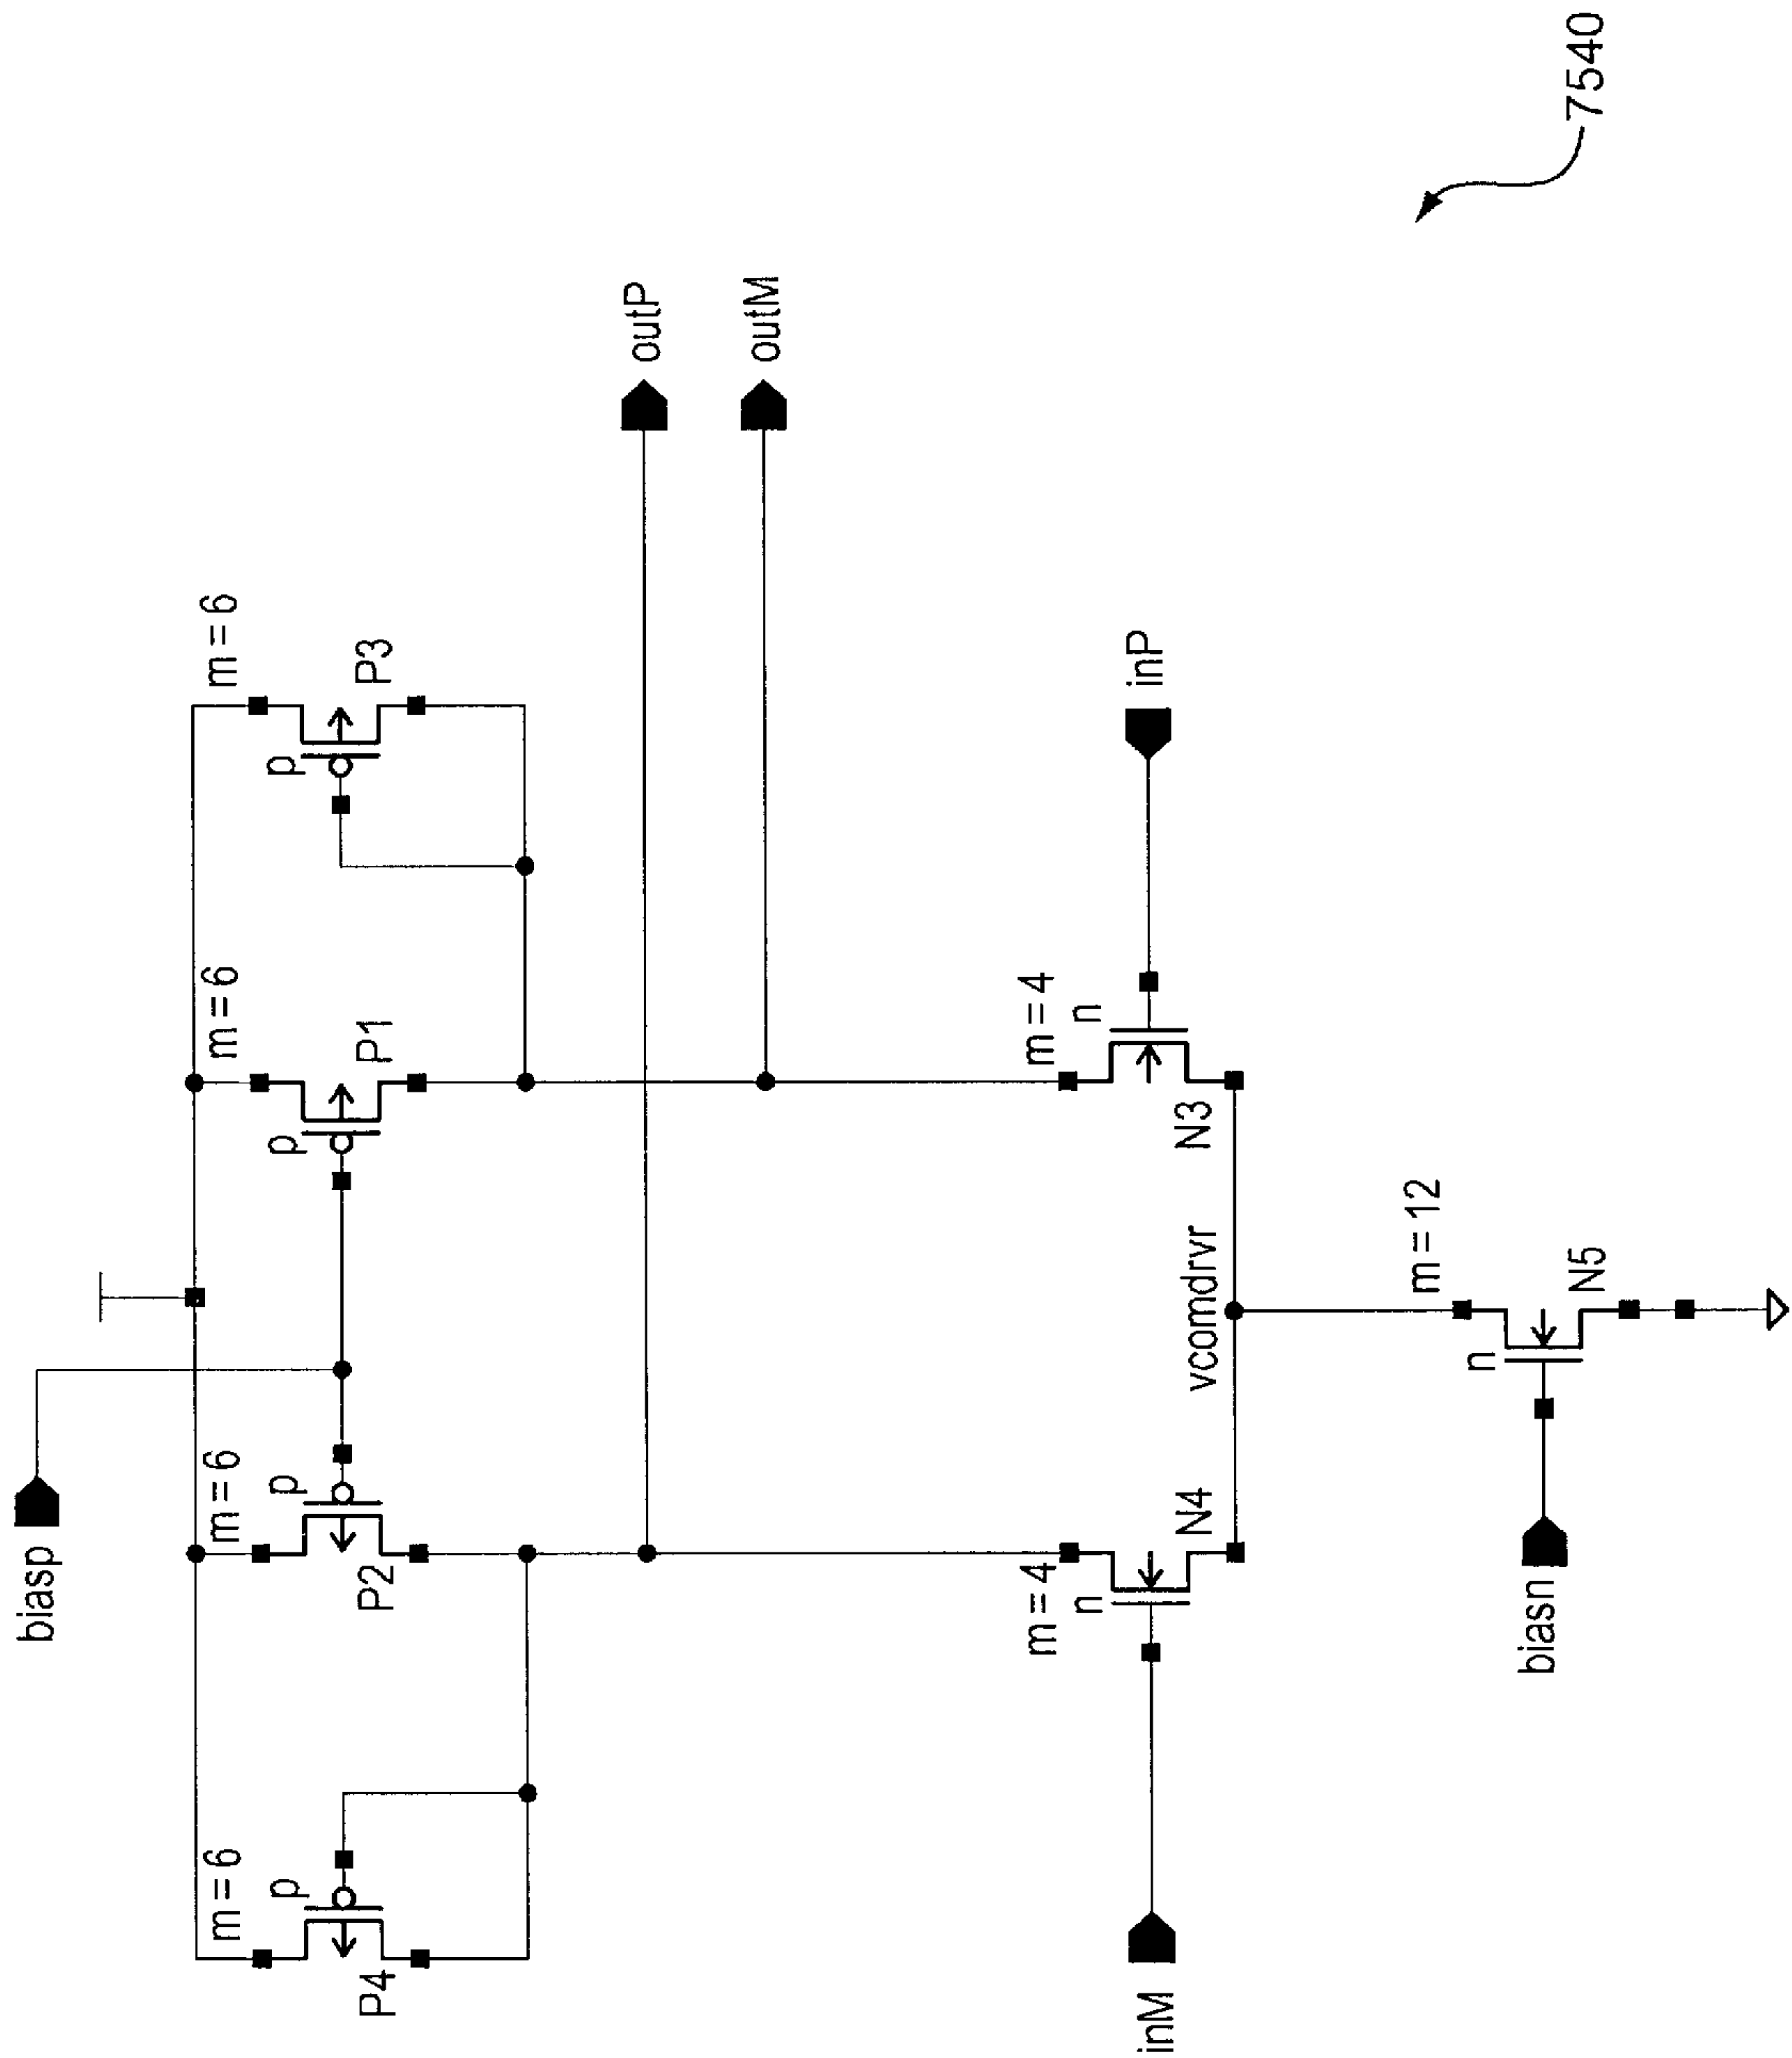 biasp
m = 6
p
P4
m = 6
p
P2
m = 6
p
P1
m = 6
p
P3
outP
outM
inM
m = 4
n
N4
vcomdrvr
m = 4
n
N3
inP
biasn
m = 12
n
N5
7540